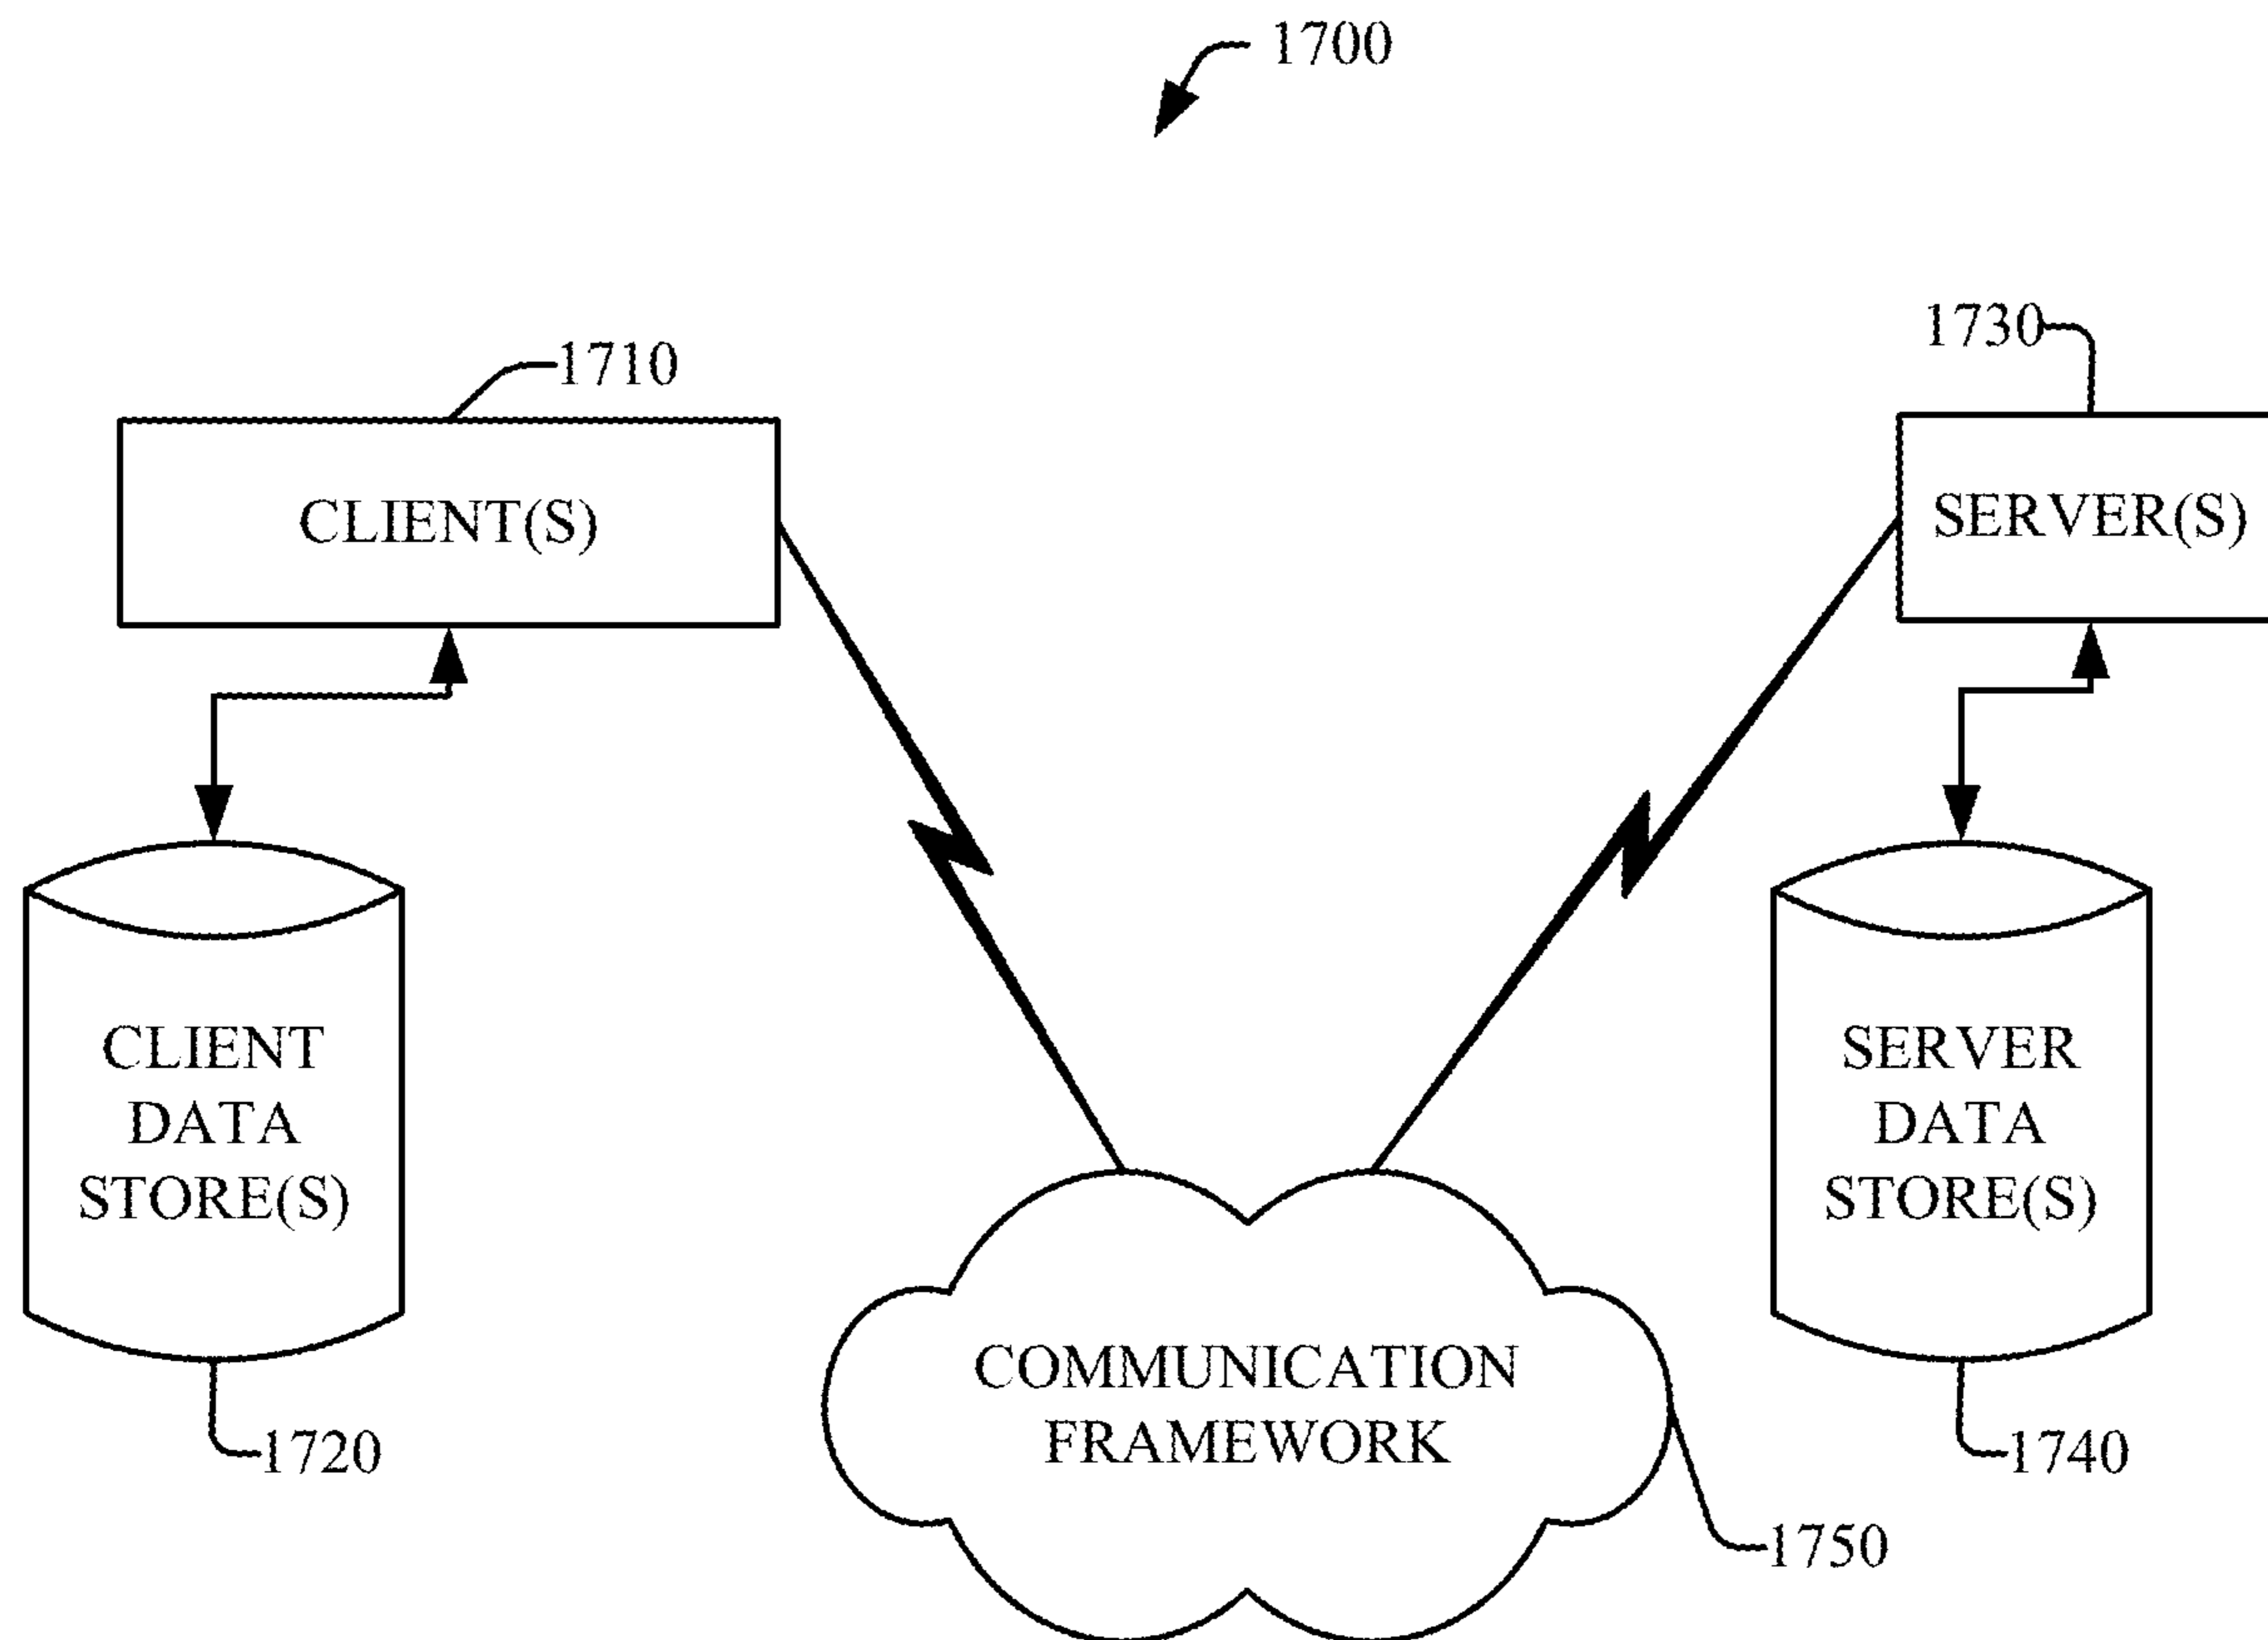 1700
1710
1730
CLIENT(S)
SERVER(S)
CLIENT
DATA
STORE(S)
SERVER
DATA
STORE(S)
COMMUNICATION
FRAMEWORK
1720
1740
1750